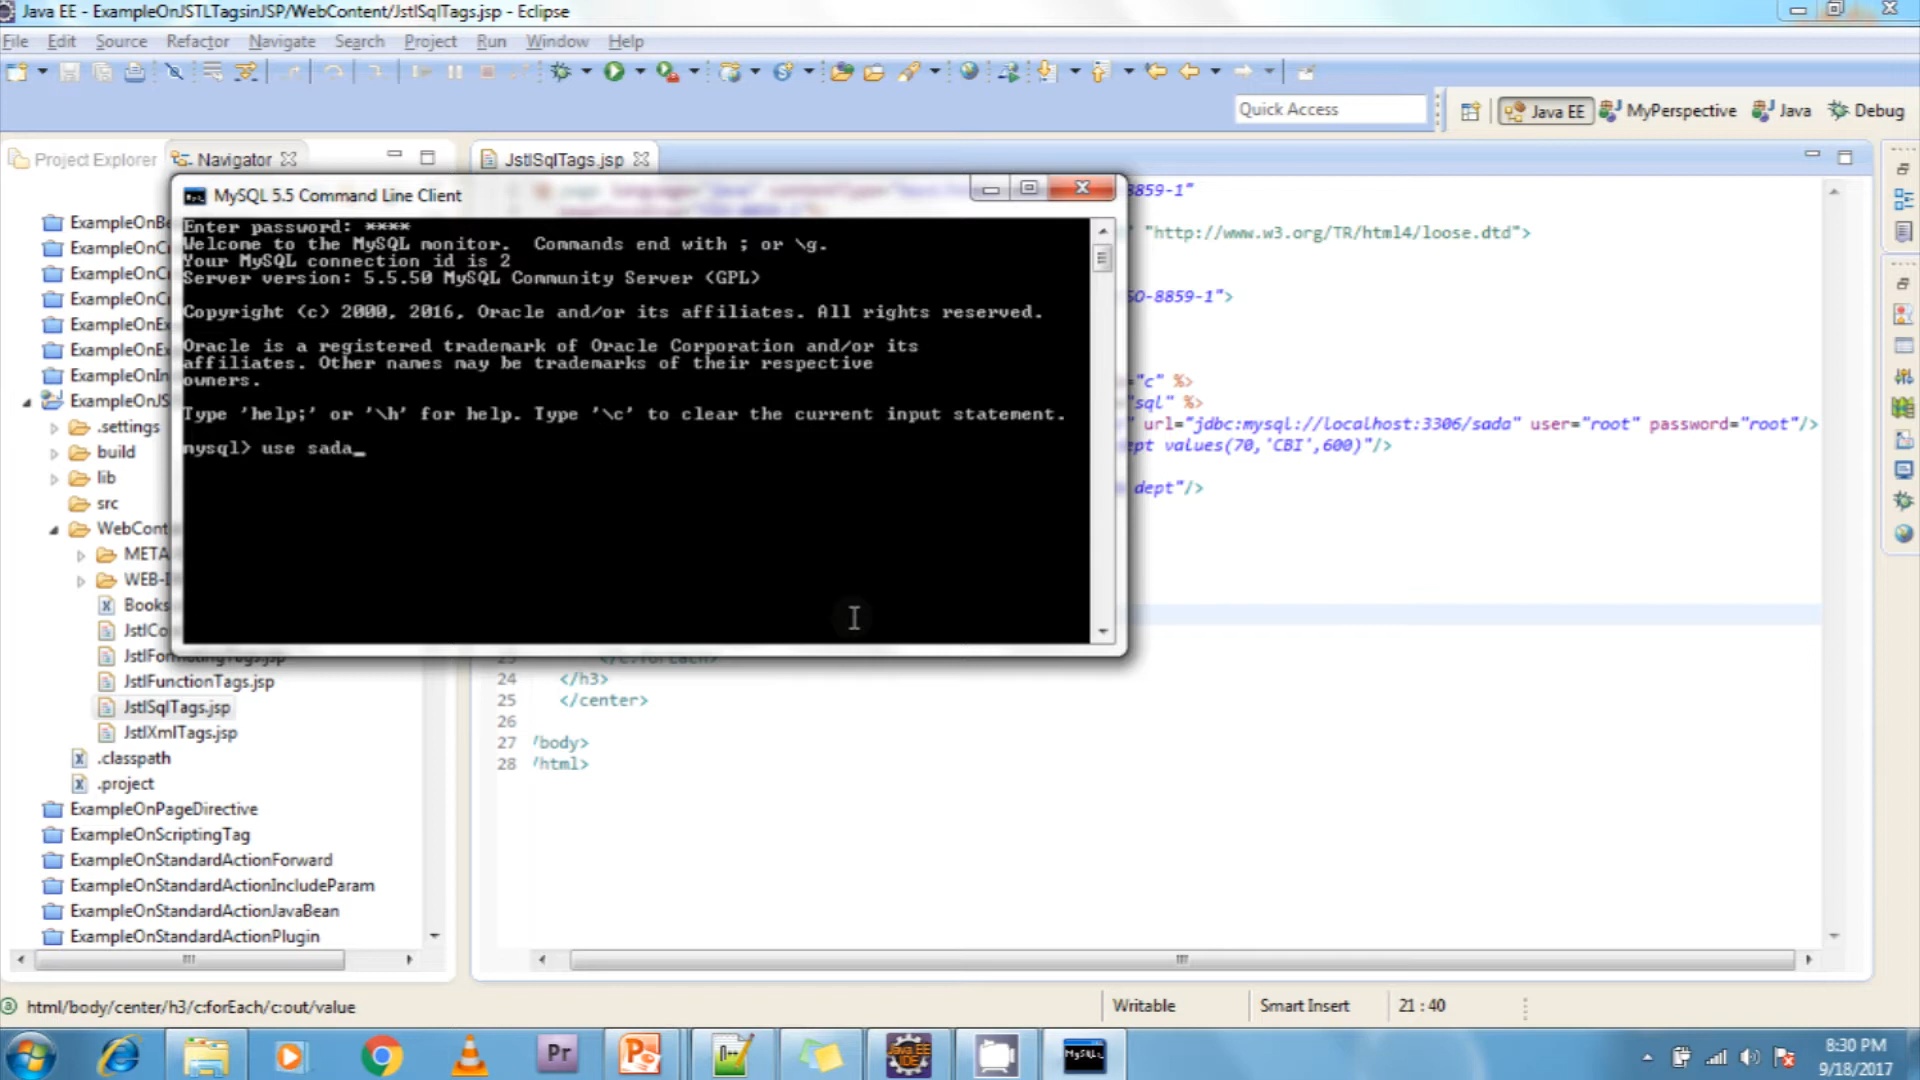 Java EE - ExampleOnJSTLTagsinJSP/WebContent/JstlSqlTags.jsp - Eclipse
File Edit Source Refactor Navigate Search Project Run Window Help
Quick Access
Java EE MyPerspective Java Debug
Project Explorer Navigator
JstlSqlTags.jsp
MySQL 5.5 Command Line Client
Enter password: ****
Welcome to the MySQL monitor. Commands end with ; or \g.
Your MySQL connection id is 2
Server version: 5.5.50 MySQL Community Server (GPL)
Copyright (c) 2000, 2016, Oracle and/or its affiliates. All rights reserved.
Oracle is a registered trademark of Oracle Corporation and/or its
affiliates. Other names may be trademarks of their respective
owners.
Type 'help;' or '\h' for help. Type '\c' to clear the current input statement.
mysql> use sada_
8859-1"
"http://www.w3.org/TR/html4/loose.dtd">
SO-8859-1">
="c" %>
"sql" %>
url="jdbc:mysql://localhost:3306/sada" user="root" password="root"/>
ept values(70,'CBI',600)"/>
dept"/>
23 </c:forEach>
24 </h3>
25 </center>
26
27 /body>
28 /html>
ExampleOnBe
ExampleOnC
ExampleOnC
ExampleOnC
ExampleOnE
ExampleOnE
ExampleOnI
ExampleOnJS
.settings
build
lib
src
WebCont
META
WEB-I
Books
JstlCo
JstlFormatingTags.jsp
JstlFunctionTags.jsp
JstlSqlTags.jsp
JstlXmlTags.jsp
.classpath
.project
ExampleOnPageDirective
ExampleOnScriptingTag
ExampleOnStandardActionForward
ExampleOnStandardActionIncludeParam
ExampleOnStandardActionJavaBean
ExampleOnStandardActionPlugin
html/body/center/h3/c:forEach/c:out/value
Writable Smart Insert 21 : 40
Pr
Java EE IDE
MySQL
8:30 PM
9/18/2017